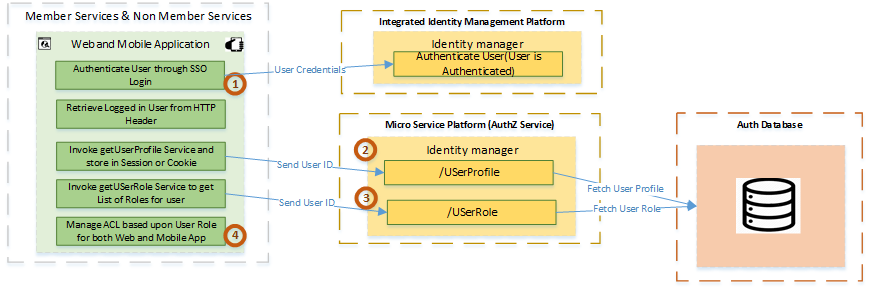 Member Services & Non Member Services
Web and Mobile Application
Authenticate User through SSO
Login
1
Retrieve Logged in User from HTTP
Header
Invoke getUserProfile Service and
store in Session or Cookie
Invoke getUSerRole Service to get
List of Roles for user
Manage ACL based upon User Role
for both Web and Mobile App
4
User Credentials
Send User ID
Send User ID
Integrated Identity Management Platform
Identity manager
Authenticate User(User is
Authenticated)
Micro Service Platform (AuthZ Service)
2
Identity manager
/USerProfile
3
/USerRole
Fetch User Profile
Fetch User Role
Auth Database